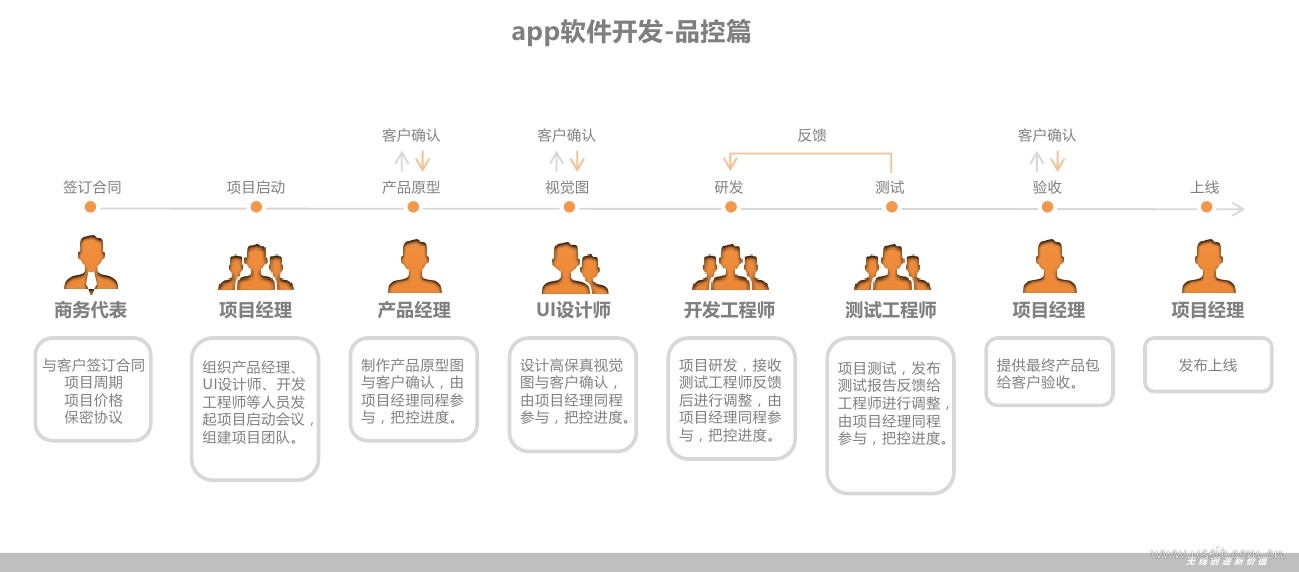 app软件开发-品控篇
客户确认
客户确认
反馈
客户确认
签订合同
项目启动
产品原型
视觉图
研发
测试
验收
上线
商务代表
项目经理
产品经理
UI设计师
开发工程师
测试工程师
项目经理
项目经理
与客户签订合同
项目周期
项目价格
保密协议
组织产品经理、
UI设计师、开发
工程师等人员发
起项目启动会议，
组建项目团队。
制作产品原型图
与客户确认，由
项目经理同程参
与，把控进度。
设计高保真视觉
图与客户确认，
由项目经理同程
参与，把控进度。
项目研发，接收
测试工程师反馈
后进行调整，由
项目经理同程参
与，把控进度。
项目测试，发布
测试报告反馈给
工程师进行调整，
由项目经理同程
参与，把控进度。
提供最终产品包
给客户验收。
发布上线
无线创造新价值